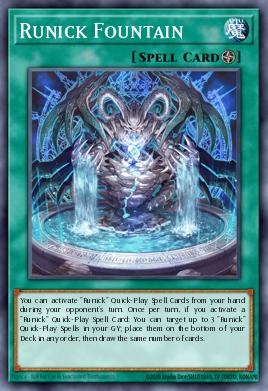 RUNICK FOUNTAIN
魔
[SPELL CARD]
You can activate "Runick" Quick-Play Spell Cards from your
hand during your opponent's turn. Once per turn, if you activate a
"Runick" Quick-Play Spell Card: You can target up to 3 "Runick"
Quick-Play Spells in your GY; place them on the bottom of your
Deck in any order, then draw the same number of cards.